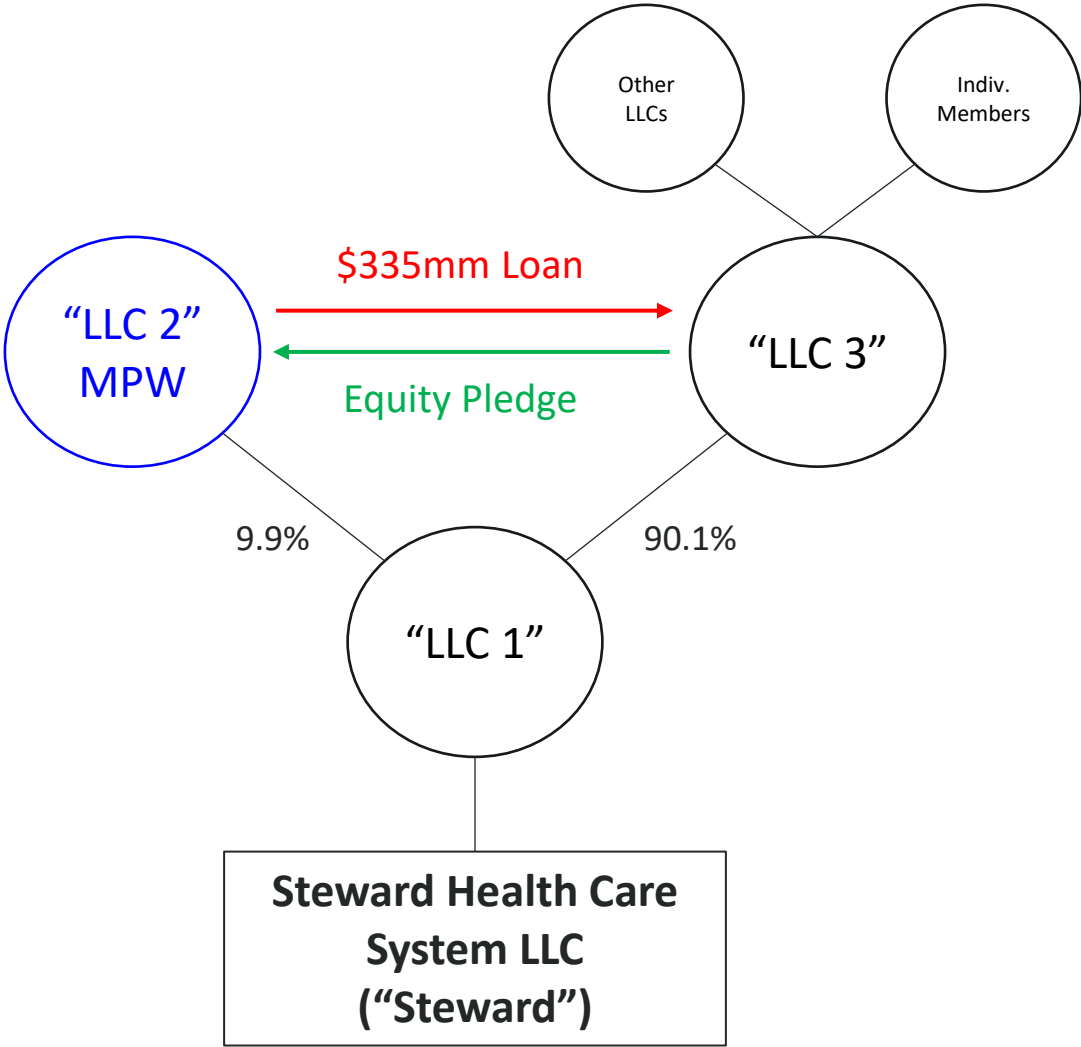 Other
LLCs
Indiv.
Members
“LLC 2”
MPW
$335mm Loan
Equity Pledge
“LLC 3”
9.9%
90.1%
“LLC 1”
Steward Health Care
System LLC
(“Steward”)